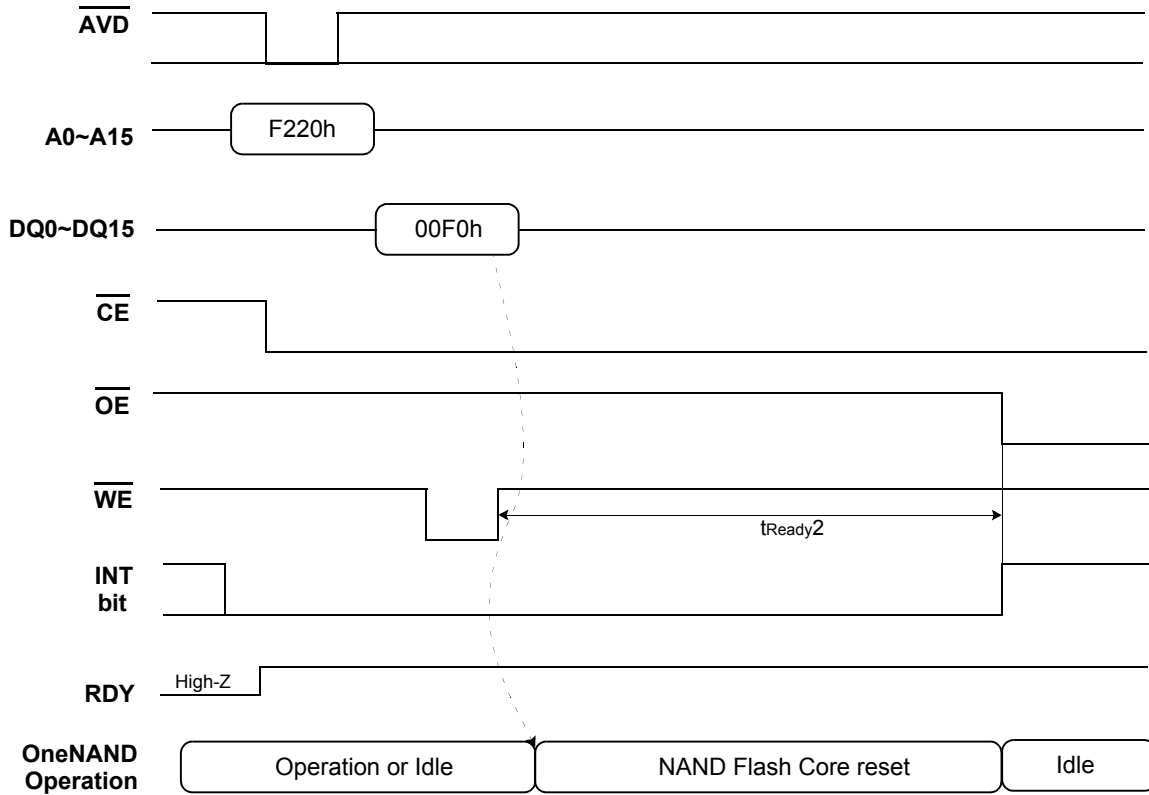 AVD
A0~A15
F220h
DQ0~DQ15
00F0h
CE
OE
WE
tReady2
INT
bit
RDY
High-Z
OneNAND
Operation
Operation or Idle
NAND Flash Core reset
Idle